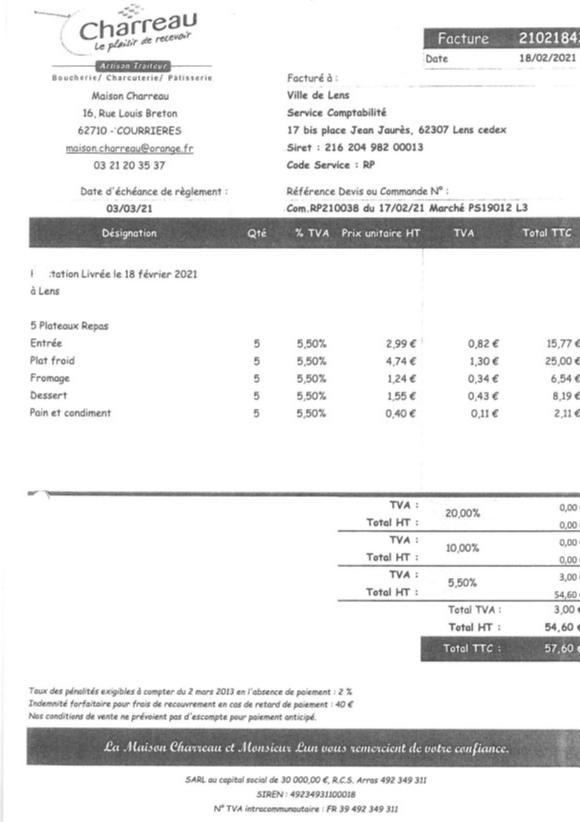 Charreau
Le plaisir de recevoir
Artisan Traiteur
Boucherie/ Charcuterie/ Pâtisserie
Maison Charreau
16, Rue Louis Breton
62710 - COURRIERES
maison.charreau@orange.fr
03 21 20 35 37
Facture 2102184
Date 18/02/2021
Facturé à :
Ville de Lens
Service Comptabilité
17 bis place Jean Jaurès, 62307 Lens cedex
Siret : 216 204 982 00013
Code Service : RP
Date d'échéance de règlement :
03/03/21
Référence Devis ou Commande N° :
Com.RP210038 du 17/02/21 Marché PS19012 L3
Désignation Qté % TVA Prix unitaire HT TVA Total TTC
tation Livrée le 18 février 2021
à Lens
5 Plateaux Repas
Entrée 5 5,50% 2,99 € 0,82 € 15,77 €
Plat froid 5 5,50% 4,74 € 1,30 € 25,00 €
Fromage 5 5,50% 1,24 € 0,34 € 6,54 €
Dessert 5 5,50% 1,55 € 0,43 € 8,19 €
Pain et condiment 5 5,50% 0,40 € 0,11 € 2,11 €
TVA : 20,00% 0,00
Total HT : 0,00
TVA : 10,00% 0,00
Total HT : 0,00
TVA : 5,50% 3,00
Total HT : 54,60
Total TVA : 3,00 €
Total HT : 54,60 €
Total TTC : 57,60 €
Taux des pénalités exigibles à compter du 2 mars 2013 en l'absence de paiement : 2 %
Indemnité forfaitaire pour frais de recouvrement en cas de retard de paiement : 40 €
Nos conditions de vente ne prévoient pas d'escompte pour paiement anticipé.
La Maison Charreau et Monsieur Lun vous remercient de votre confiance.
SARL au capital social de 30 000,00 €, R.C.S. Arras 492 349 311
SIREN : 49234931100018
N° TVA intracommunautaire : FR 39 492 349 311